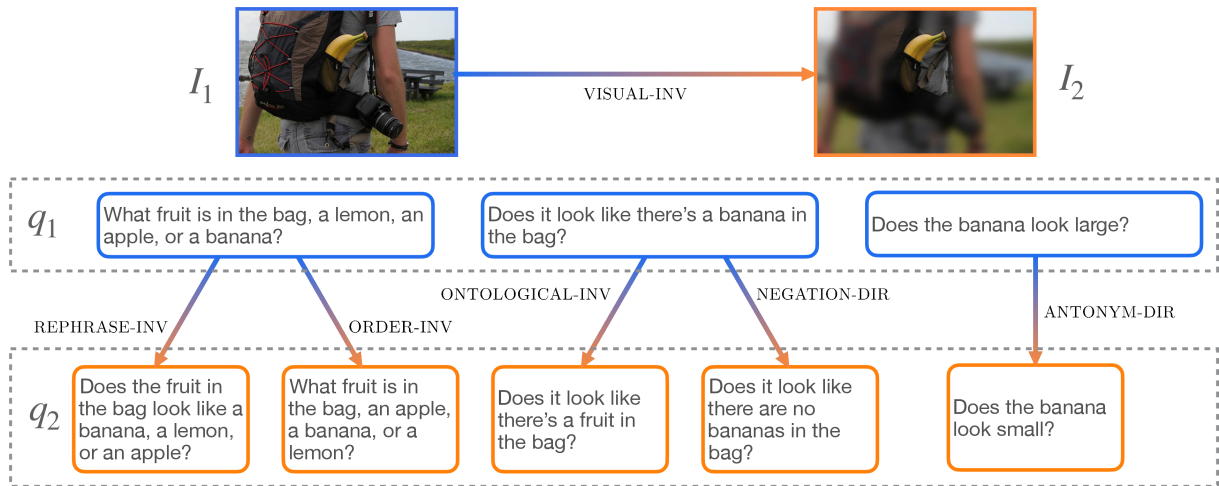 I1
VISUAL-INV
I2
q1
What fruit is in the bag, a lemon, an
apple, or a banana?
Does it look like there's a banana in
the bag?
Does the banana look large?
REPHRASE-INV
ORDER-INV
ONTOLOGICAL-INV
NEGATION-DIR
ANTONYM-DIR
q2
Does the fruit in
the bag look like a
banana, a lemon,
or an apple?
What fruit is in
the bag, an apple,
a banana, or a
lemon?
Does it look like
there's a fruit in
the bag?
Does it look like
there are no
bananas in the
bag?
Does the banana
look small?